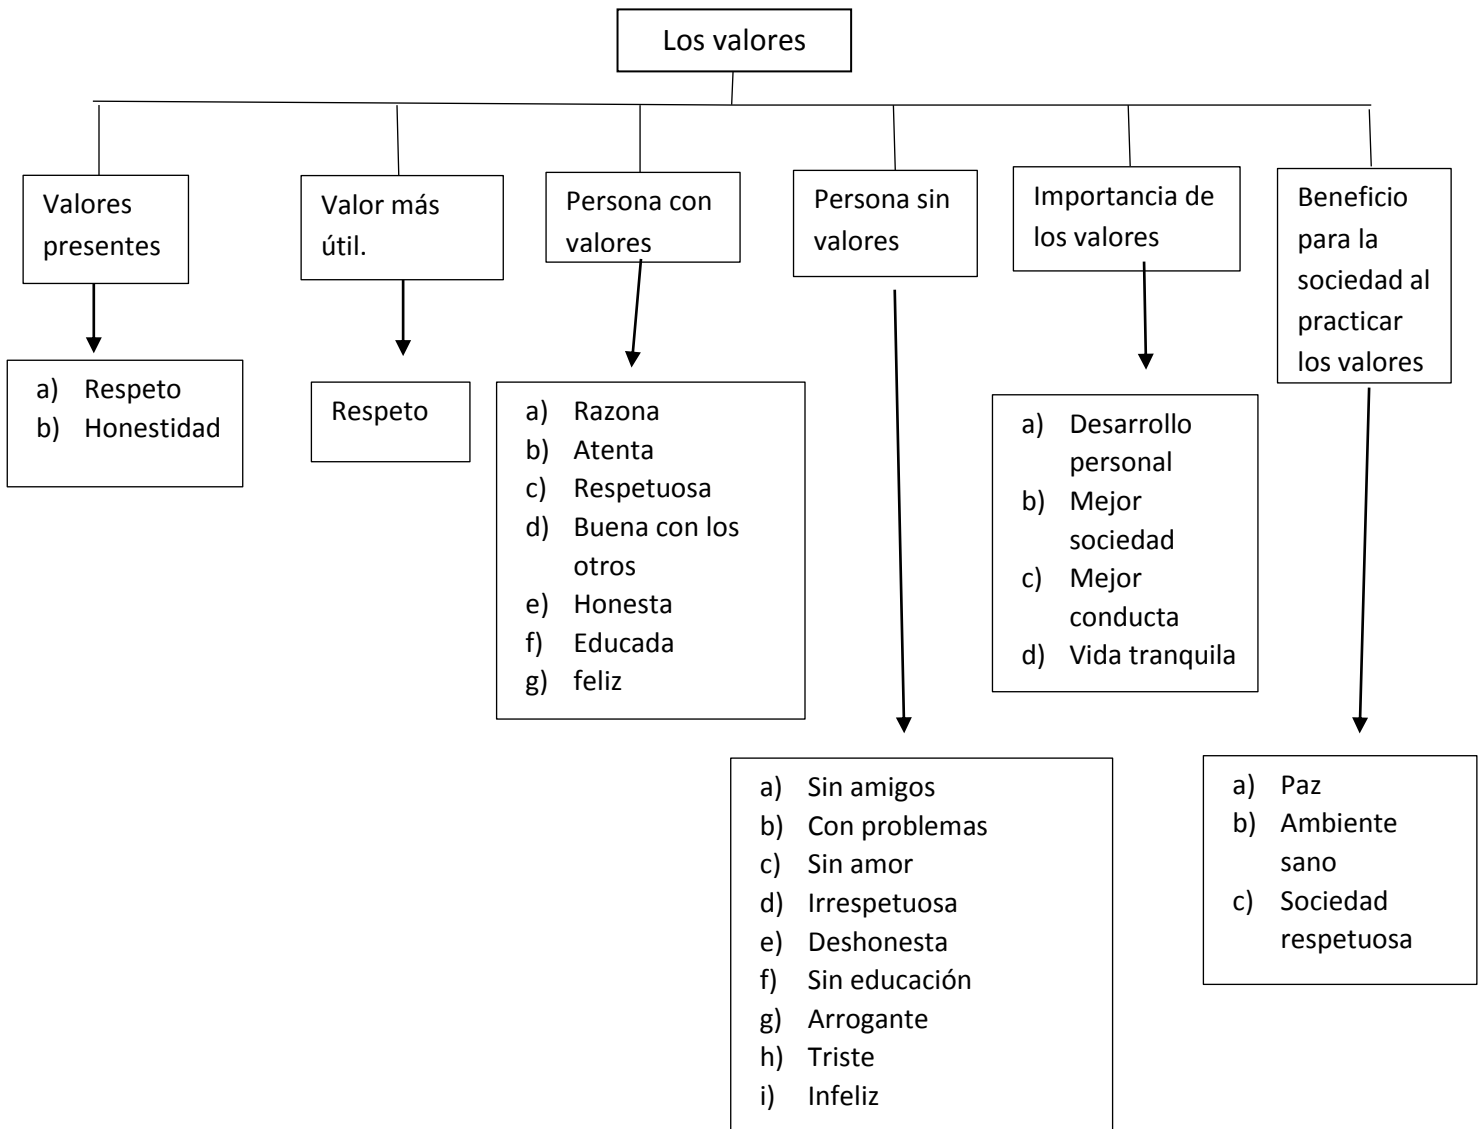 Los valores
Valores
presentes
Valor más
útil.
Persona con
valores
Persona sin
valores
Importancia de
los valores
Beneficio
para la
sociedad al
practicar
los valores
a) Respeto
b) Honestidad
Respeto
a) Razona
b) Atenta
c) Respetuosa
d) Buena con los
otros
e) Honesta
f) Educada
g) feliz
a) Desarrollo
personal
b) Mejor
sociedad
c) Mejor
conducta
d) Vida tranquila
a) Sin amigos
b) Con problemas
c) Sin amor
d) Irrespetuosa
e) Deshonesta
f) Sin educación
g) Arrogante
h) Triste
i) Infeliz
a) Paz
b) Ambiente
sano
c) Sociedad
respetuosa